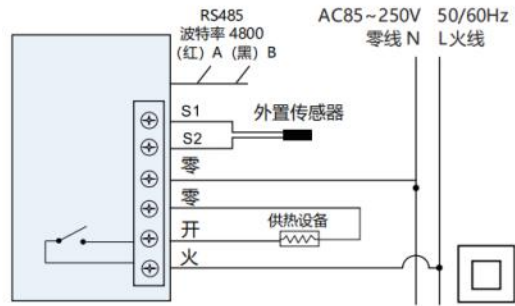 RS485
波特率 4800
(红) A (黑) B
AC85~250V 50/60Hz
零线 N L火线
S1
外置传感器
S2
零
零
供热设备
开
火